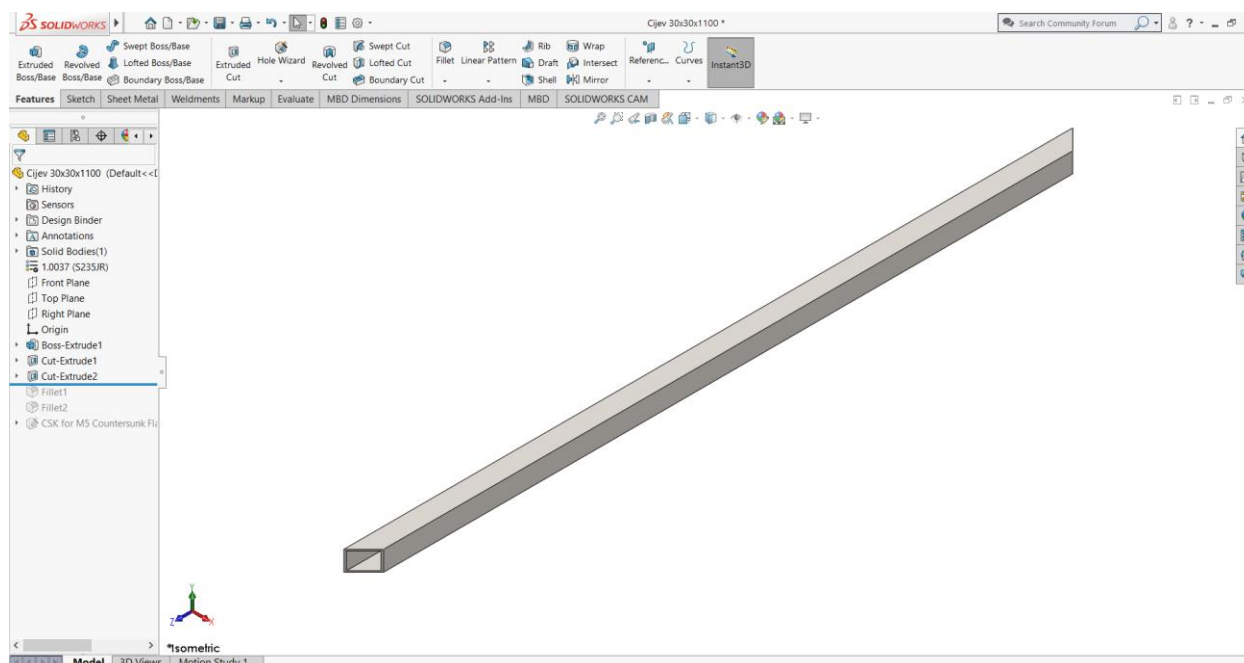 SOLIDWORKS
Cijev 30x30x1100 *
Search Community Forum
Extruded Boss/Base
Revolved Boss/Base
Swept Boss/Base
Lofted Boss/Base
Boundary Boss/Base
Extruded Cut
Hole Wizard
Revolved Cut
Swept Cut
Lofted Cut
Boundary Cut
Fillet
Linear Pattern
Rib
Draft
Shell
Wrap
Intersect
Mirror
Referenc...
Curves
Instant3D
Features Sketch Sheet Metal Weldments Markup Evaluate MBD Dimensions SOLIDWORKS Add-Ins MBD SOLIDWORKS CAM
Cijev 30x30x1100 (Default<<
History
Sensors
Design Binder
Annotations
Solid Bodies(1)
1.0037 (S235JR)
Front Plane
Top Plane
Right Plane
Origin
Boss-Extrude1
Cut-Extrude1
Cut-Extrude2
Fillet1
Fillet2
CSK for M5 Countersunk Fla
Y
Z X
*Isometric
Model 3D Views Motion Study 1